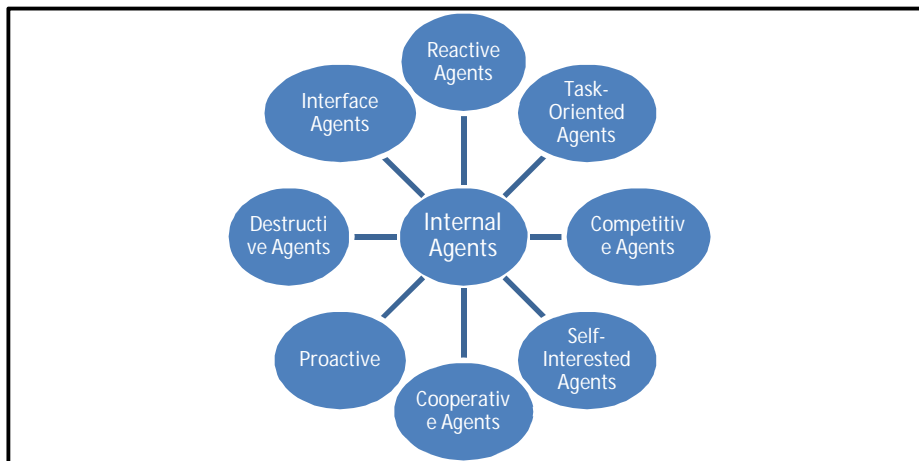 Reactive
Agents
Task-
Oriented
Agents
Competitiv
e Agents
Self-
Interested
Agents
Cooperativ
e Agents
Proactive
Destructi
ve Agents
Interface
Agents
Internal
Agents